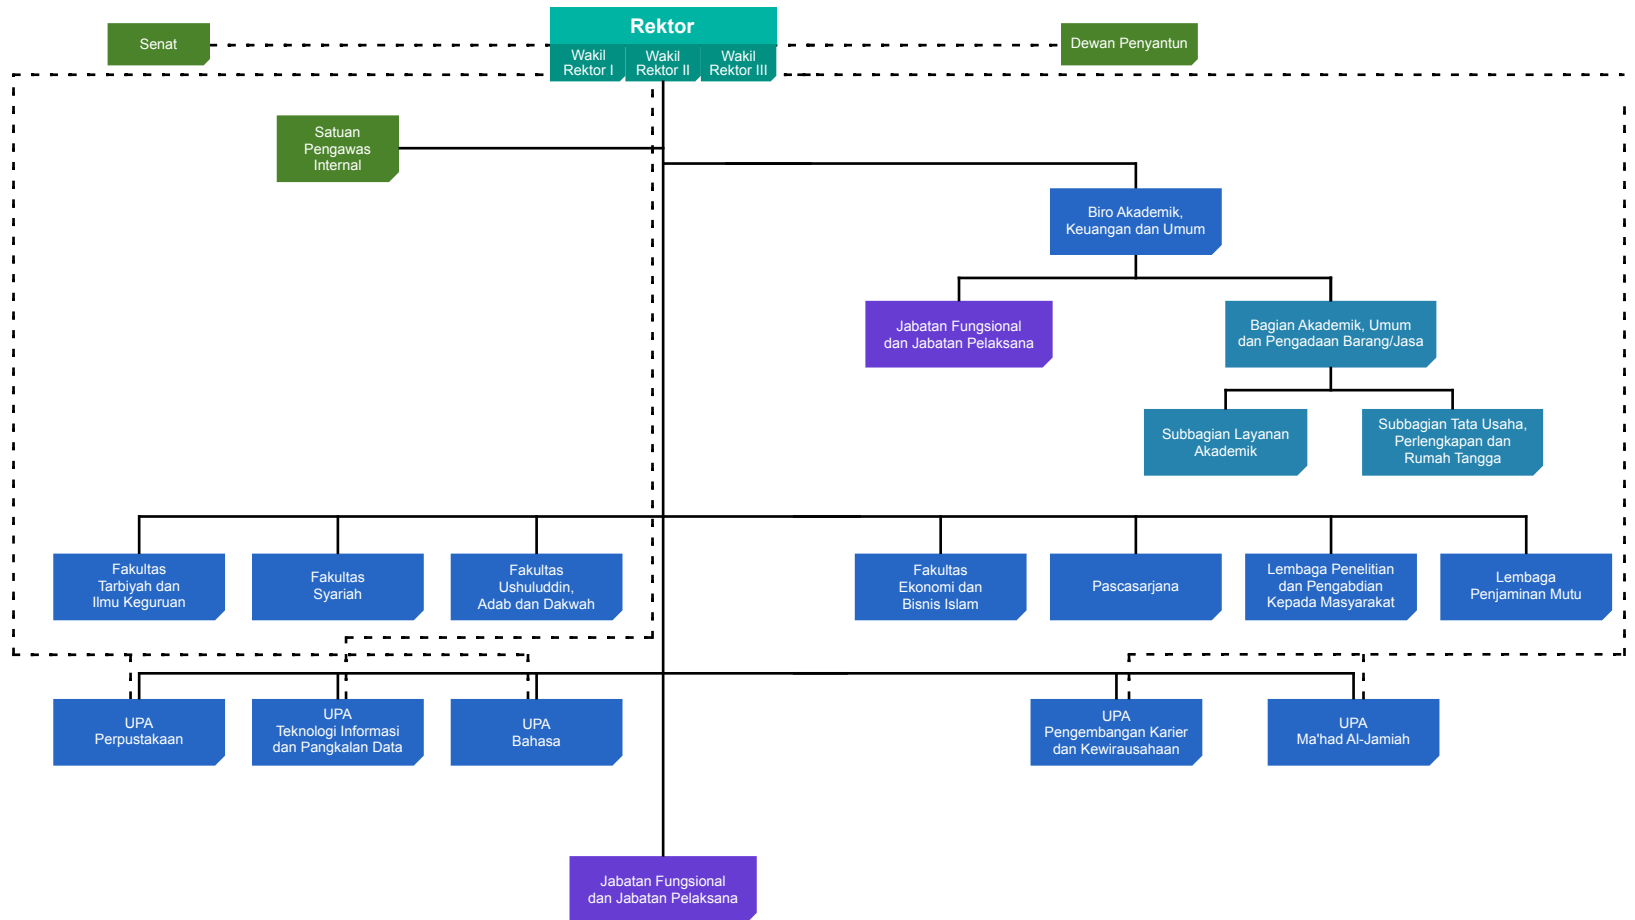 Rektor
Senat
Dewan Penyantun
Wakil
Rektor I
Wakil
Rektor II
Wakil
Rektor III
Satuan
Pengawas
Internal
Biro Akademik,
Keuangan dan Umum
Jabatan Fungsional
dan Jabatan Pelaksana
Bagian Akademik, Umum
dan Pengadaan Barang/Jasa
Subbagian Layanan
Akademik
Subbagian Tata Usaha,
Perlengkapan dan
Rumah Tangga
Fakultas
Tarbiyah dan
Ilmu Keguruan
Fakultas
Syariah
Fakultas
Ushuluddin,
Adab dan Dakwah
Fakultas
Ekonomi dan
Bisnis Islam
Pascasarjana
Lembaga Penelitian
dan Pengabdian
Kepada Masyarakat
Lembaga
Penjaminan Mutu
UPA
Perpustakaan
UPA
Teknologi Informasi
dan Pangkalan Data
UPA
Bahasa
UPA
Pengembangan Karier
dan Kewirausahaan
UPA
Ma'had Al-Jamiah
Jabatan Fungsional
dan Jabatan Pelaksana